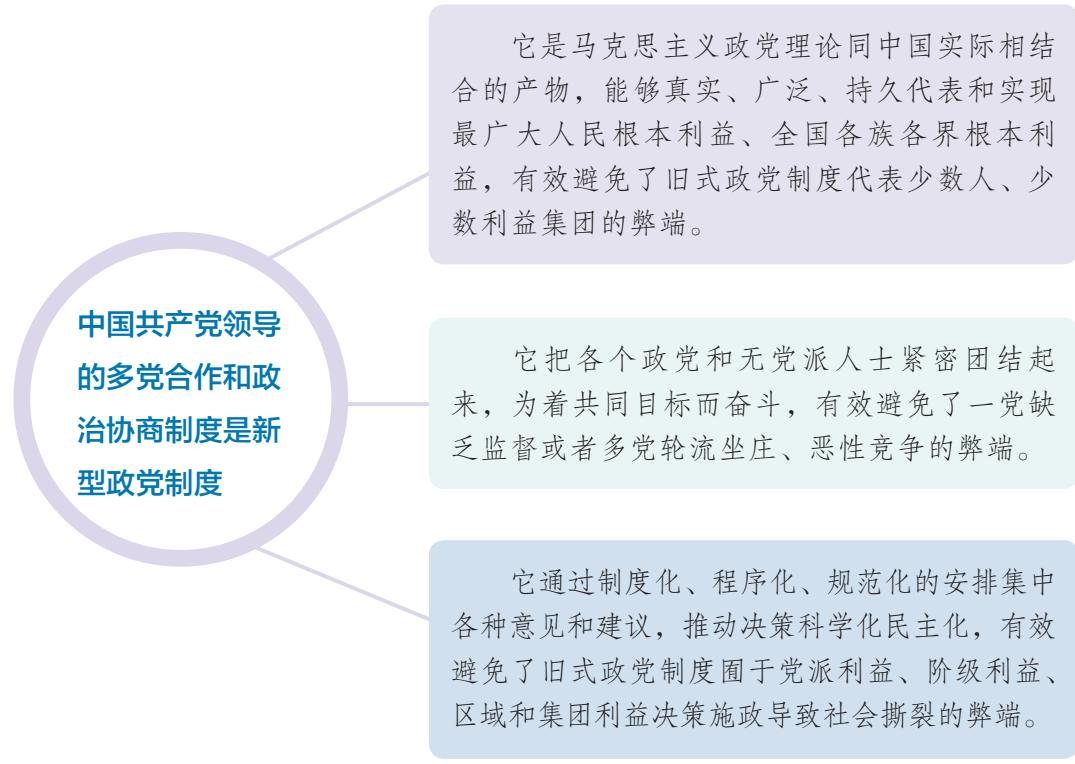 它是马克思主义政党理论同中国实际相结
合的产物，能够真实、广泛、持久代表和实现
最广大人民根本利益、全国各族各界根本利
益，有效避免了旧式政党制度代表少数人、少
数利益集团的弊端。
中国共产党领导
的多党合作和政
治协商制度是新
型政党制度
它把各个政党和无党派人士紧密团结起
来，为着共同目标而奋斗，有效避免了一党缺
乏监督或者多党轮流坐庄、恶性竞争的弊端。
它通过制度化、程序化、规范化的安排集中
各种意见和建议，推动决策科学化民主化，有效
避免了旧式政党制度囿于党派利益、阶级利益、
区域和集团利益决策施政导致社会撕裂的弊端。